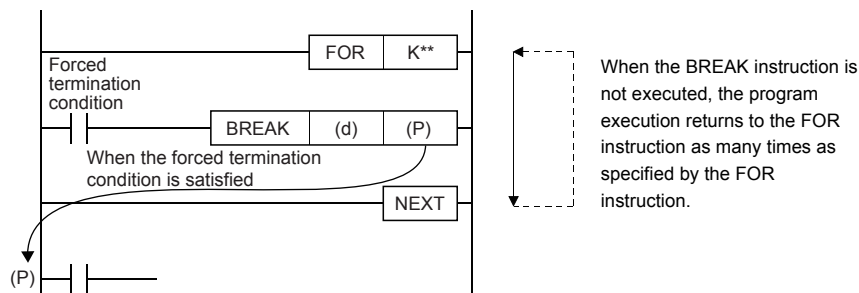 FOR K**
Forced
termination
condition
BREAK (d) (P)
When the forced termination
condition is satisfied
NEXT
(P)
When the BREAK instruction is
not executed, the program
execution returns to the FOR
instruction as many times as
specified by the FOR
instruction.